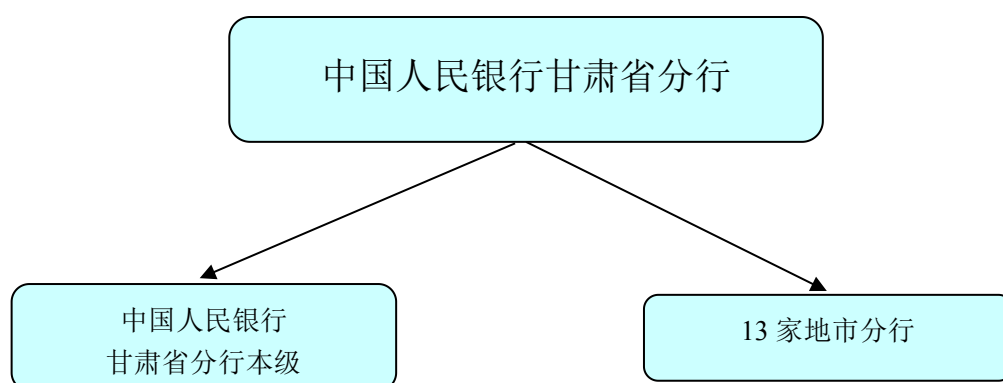 中国人民银行甘肃省分行
中国人民银行
甘肃省分行本级
13 家地市分行